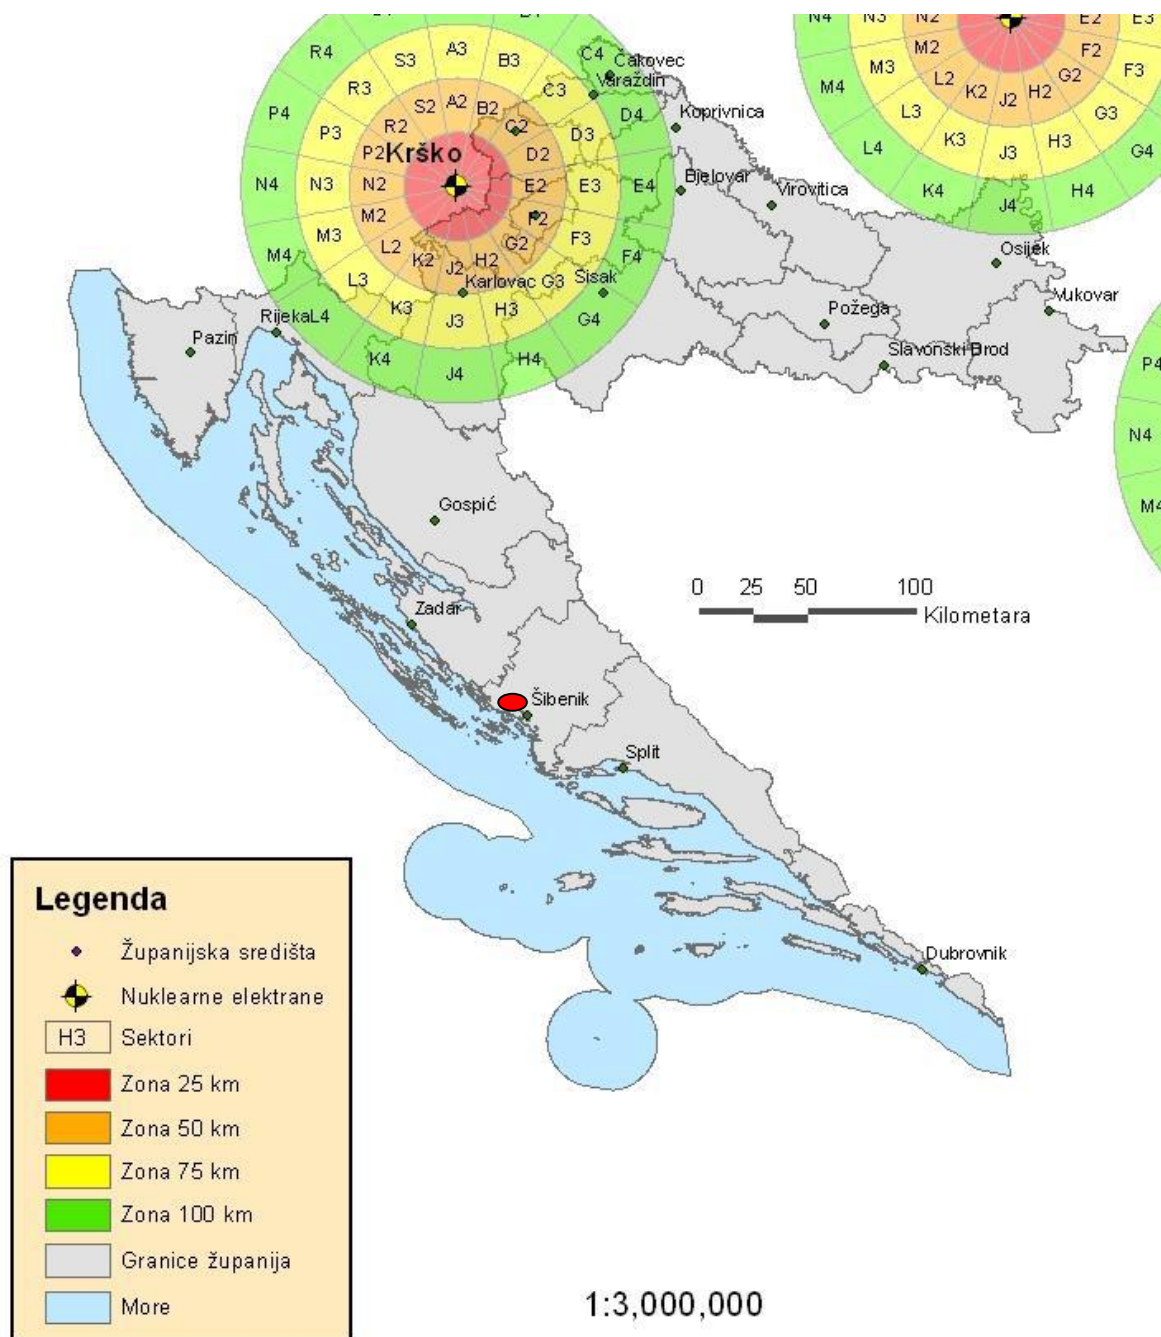 R4
S3
A3
B3
C4
Čakovec
Varaždin
R3
C3
P4
S2
A2
B2
D4
Koprivnica
R2
C2
D3
P3
P2
Krško
D2
N4
N3
N2
E2
E3
E4
Bjelovar
Virovitica
M2
F2
M3
L2
K2
J2
H2
G2
F3
F4
M4
L3
Karlovac
G3
Sisak
K3
J3
H3
G4
Rijeka
L4
Pazin
K4
J4
H4
N4
N3
N2
E2
E3
M2
F2
M3
L2
K2
J2
H2
G2
F3
M4
L3
K3
J3
H3
G3
L4
G4
K4
J4
H4
Osijek
Vukovar
Požega
Slavonski Brod
P4
N4
M4
Gospić
Zadar
0 25 50 100
Kilometara
Šibenik
Split
Dubrovnik
Legenda
Županijska središta
Nuklearne elektrane
H3 Sektori
Zona 25 km
Zona 50 km
Zona 75 km
Zona 100 km
Granice županija
More
1:3,000,000